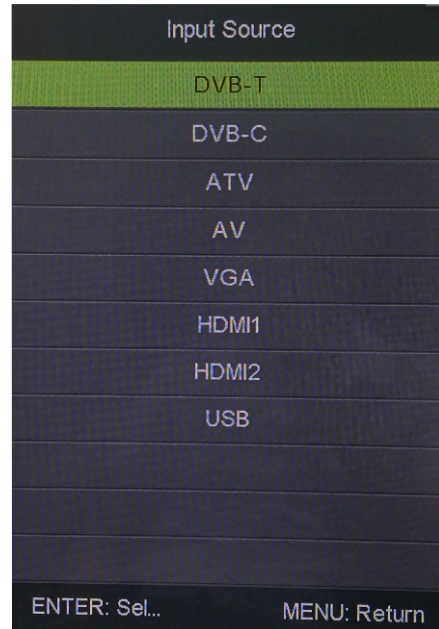 Input Source
DVB-T
DVB-C
ATV
AV
VGA
HDMI1
HDMI2
USB
ENTER: Sel... MENU: Return